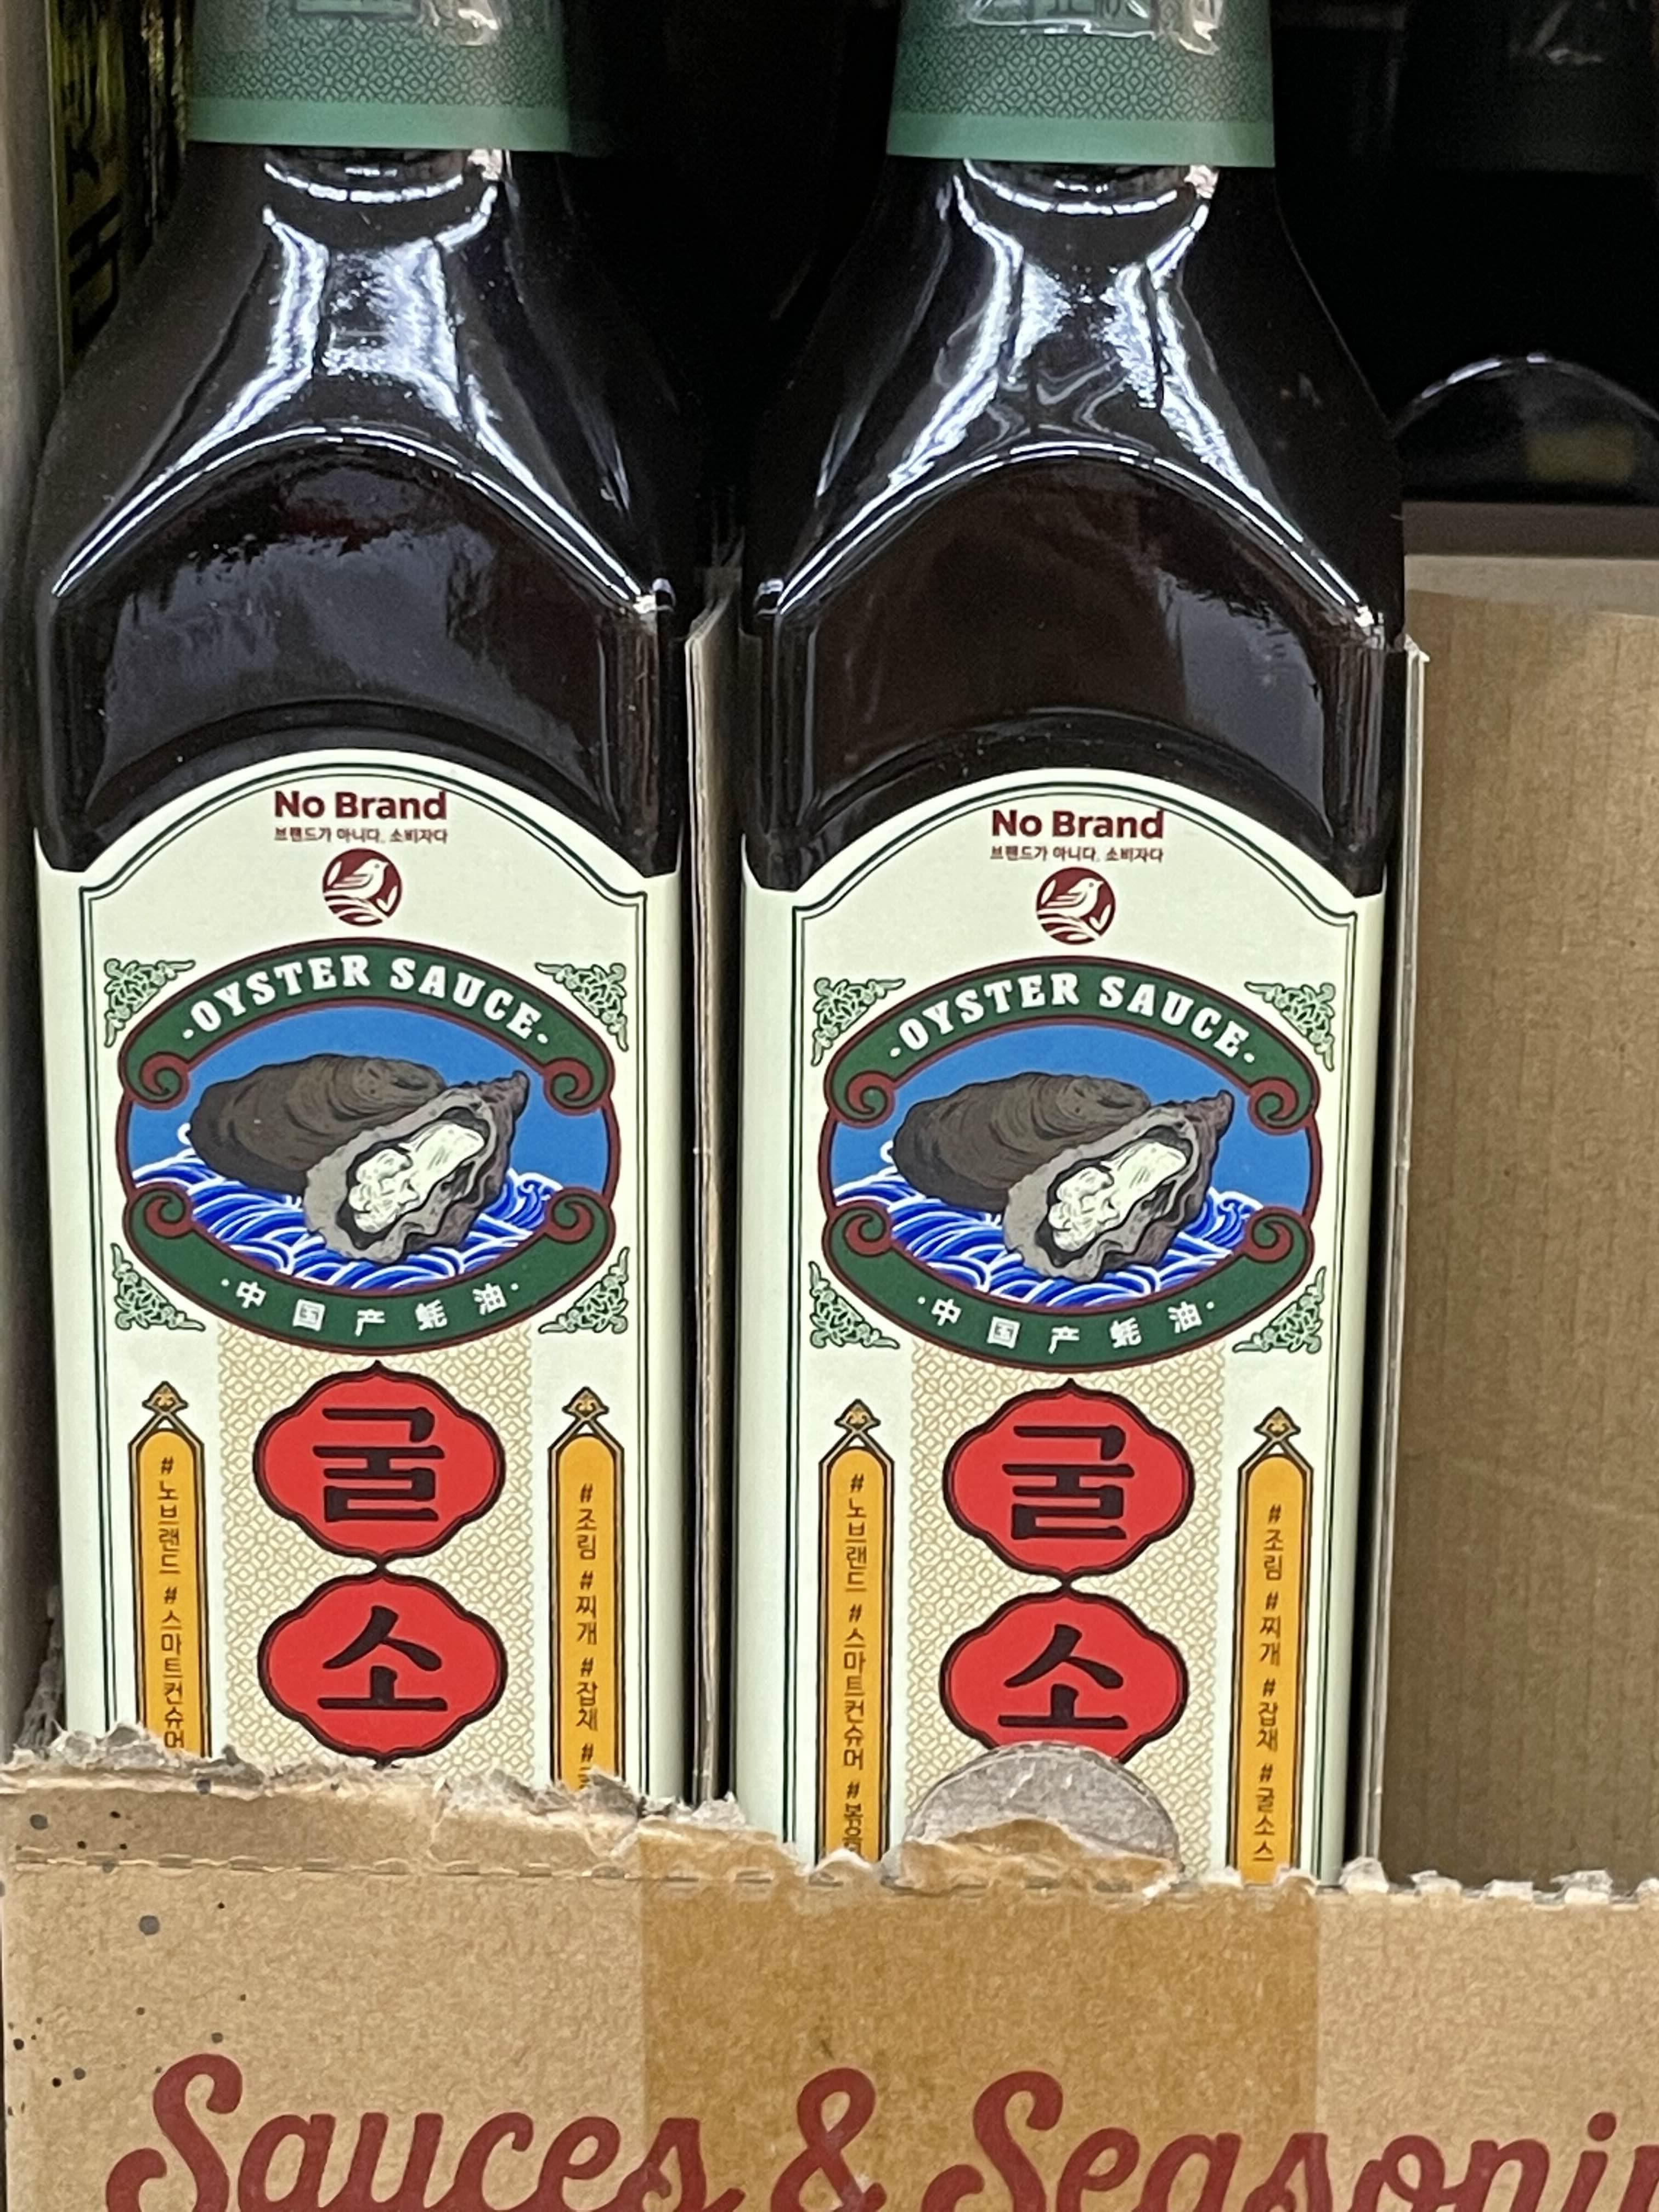 No Brand
브랜드가 아니다. 소비자다
·OYSTER SAUCE·
·中国产蚝油·
굴
소
#노브랜드 #스마트컨슈머
#조림 #찌개 #잡채
No Brand
브랜드가 아니다. 소비자다
·OYSTER SAUCE·
·中国产蚝油·
굴
소
#노브랜드 #스마트컨슈머 #볶음
#조림 #찌개 #잡채 #굴소스
Sauces & Seasonin